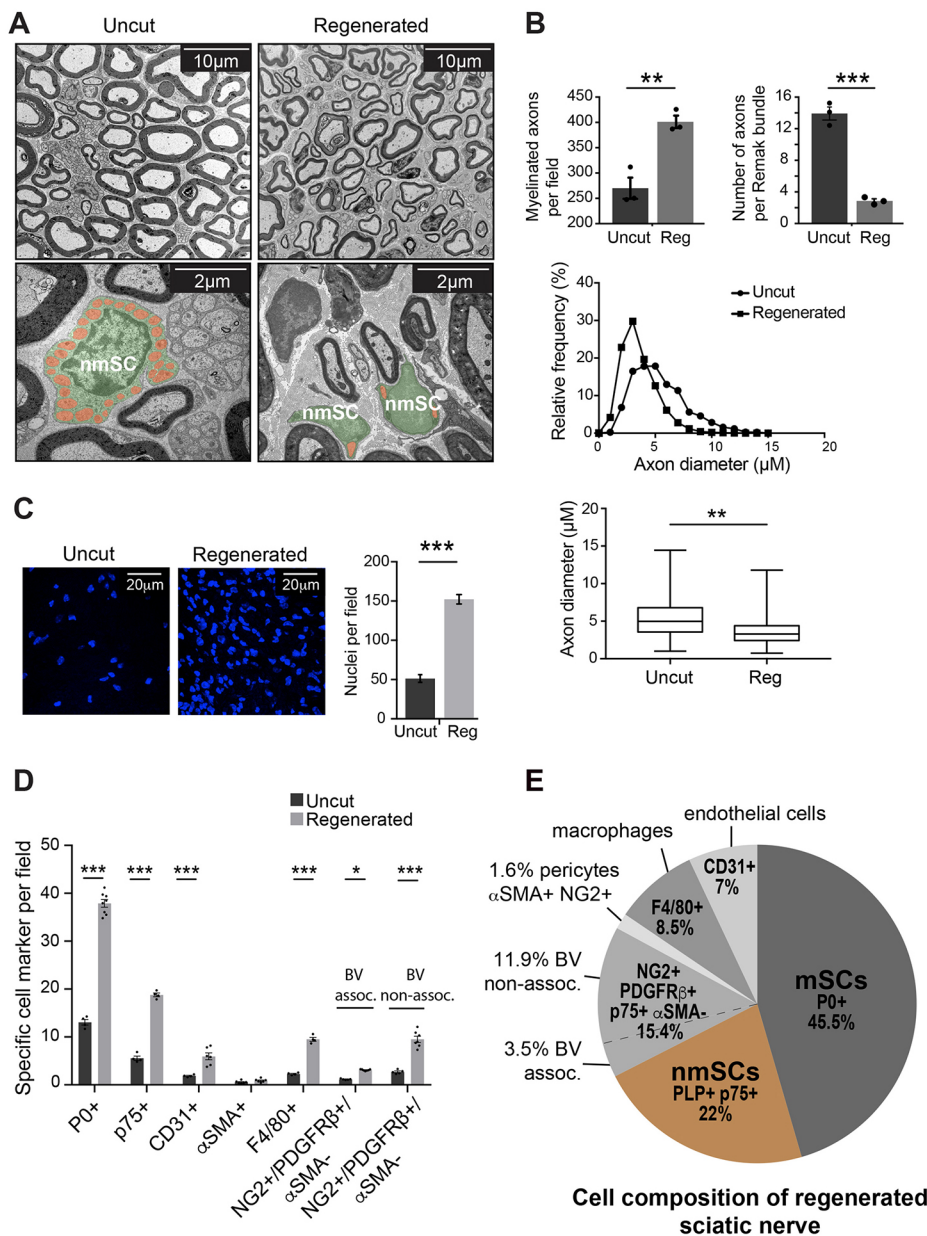 A
Uncut
Regenerated
10μm
10μm
2μm
2μm
nmSC
nmSC
nmSC
B
**
Myelinated axons
per field
450
400
350
300
250
200
Uncut
Reg
***
Number of axons
per Remak bundle
16
12
8
4
0
Uncut
Reg
Relative frequency (%)
40
30
20
10
0
Uncut
Regenerated
0
5
10
15
20
Axon diameter (μM)
**
Axon diameter (μM)
20
15
10
5
0
Uncut
Reg
C
Uncut
Regenerated
20μm
20μm
***
Nuclei per field
200
150
100
50
0
Uncut
Reg
D
Uncut
Regenerated
Specific cell marker per field
50
40
30
20
10
0
***
***
***
***
*
***
BV
assoc.
BV
non-assoc.
P0+
p75+
CD31+
αSMA+
F4/80+
NG2+/PDGFRβ+/
αSMA-
NG2+/PDGFRβ+/
αSMA-
E
endothelial cells
macrophages
1.6% pericytes
αSMA+ NG2+
11.9% BV
non-assoc.
3.5% BV
assoc.
CD31+
7%
F4/80+
8.5%
NG2+
PDGFRβ+
p75+ αSMA-
15.4%
mSCs
P0+
45.5%
nmSCs
PLP+ p75+
22%
Cell composition of regenerated
sciatic nerve